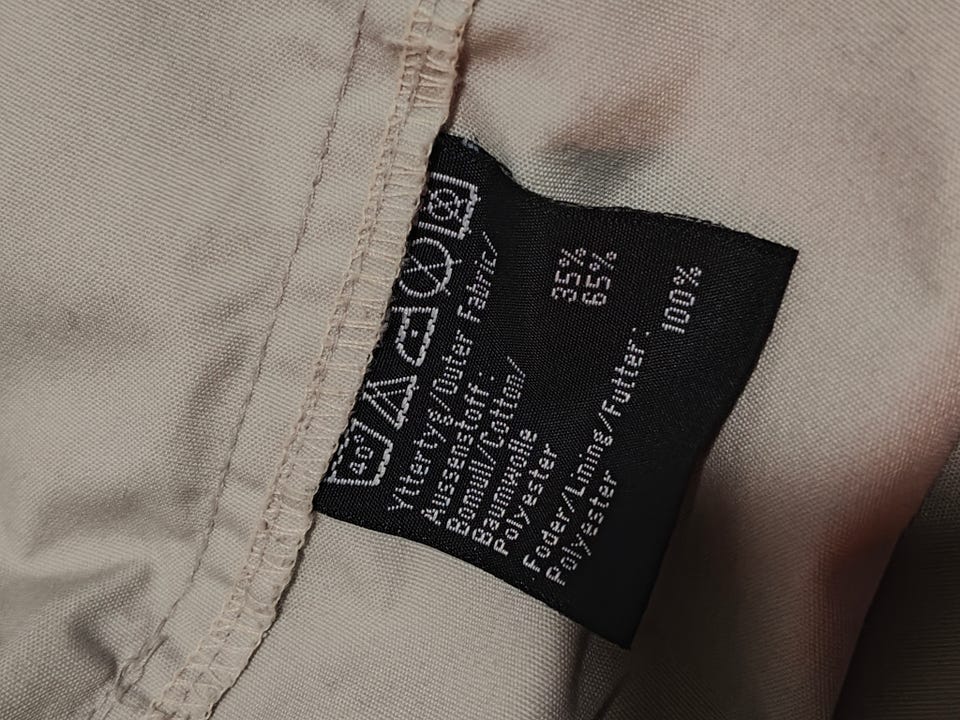 40
Yttertyg/Outer Fabric/
Aussenstoff:
Bomull/Cotton/
Baumwolle 35%
Polyester 65%
Foder/Lining/Futter:
Polyester 100%